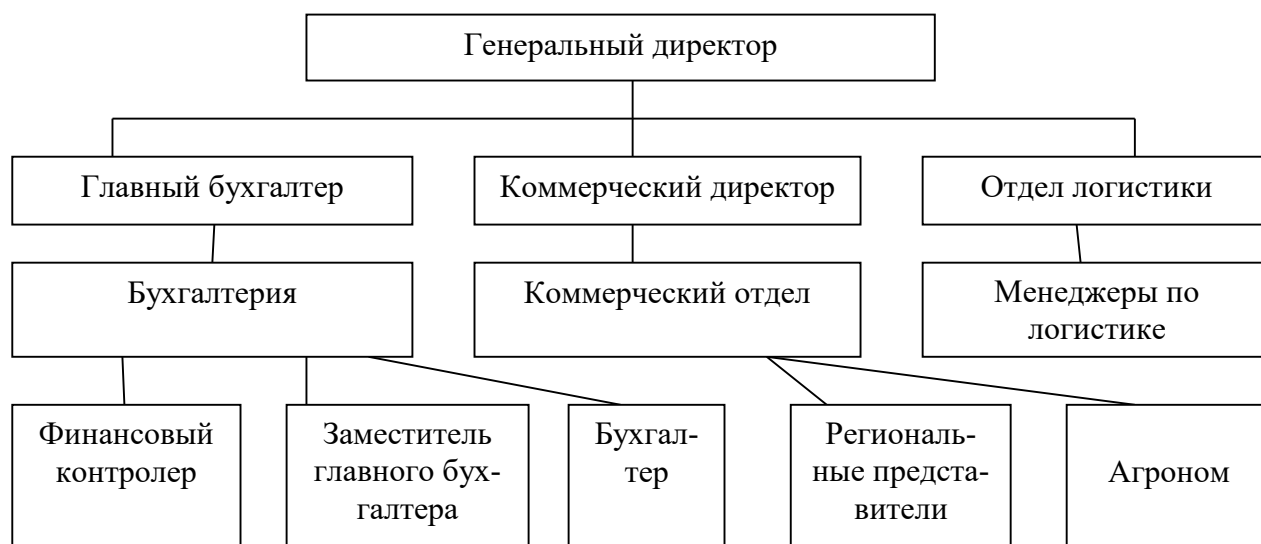 Генеральный директор
Главный бухгалтер
Коммерческий директор
Отдел логистики
Бухгалтерия
Коммерческий отдел
Менеджеры по
логистике
Финансовый
контролер
Заместитель
главного бух-
галтера
Бухгал-
тер
Региональ-
ные предста-
вители
Агроном